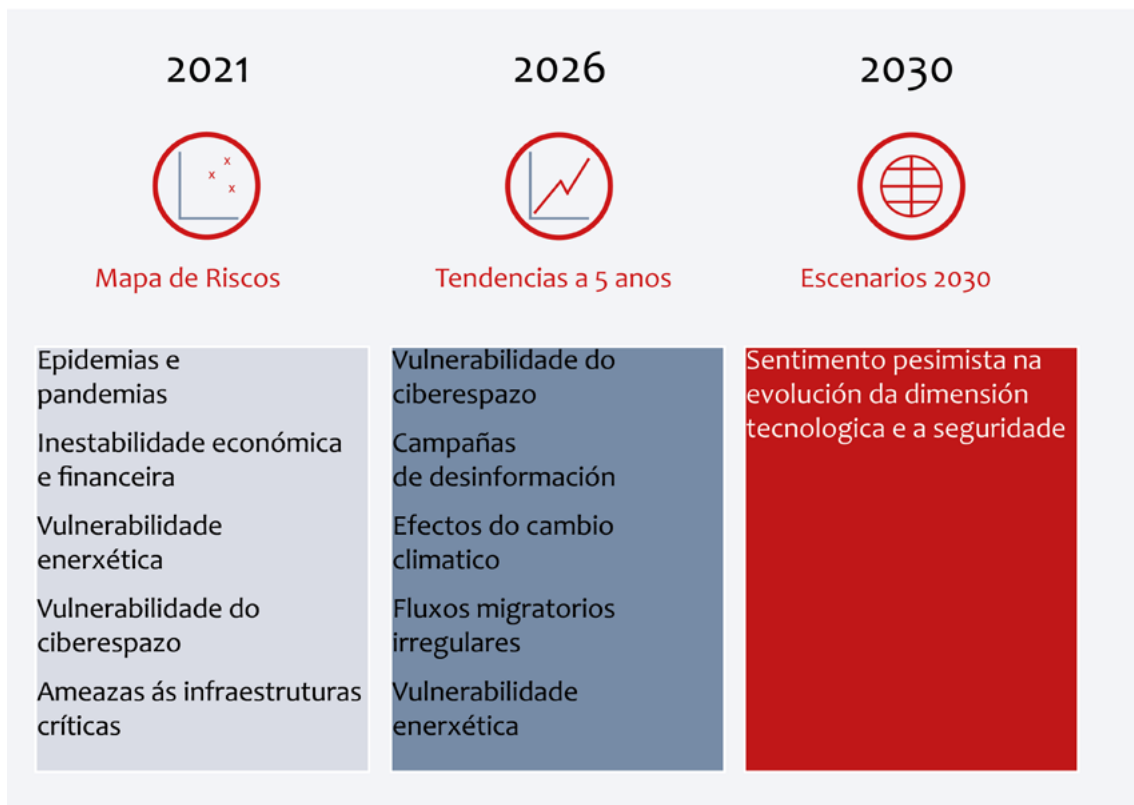 2021
2026
2030
x
x
x
Mapa de Riscos
Tendencias a 5 anos
Escenarios 2030
Epidemias e
pandemias
Inestabilidade económica
e financeira
Vulnerabilidade
enerxética
Vulnerabilidade do
ciberespazo
Ameazas ás infraestruturas
críticas
Vulnerabilidade do
ciberespazo
Campañas
de desinformación
Efectos do cambio
climatico
Fluxos migratorios
irregulares
Vulnerabilidade
enerxética
Sentimento pesimista na
evolución da dimensión
tecnologica e a seguridade